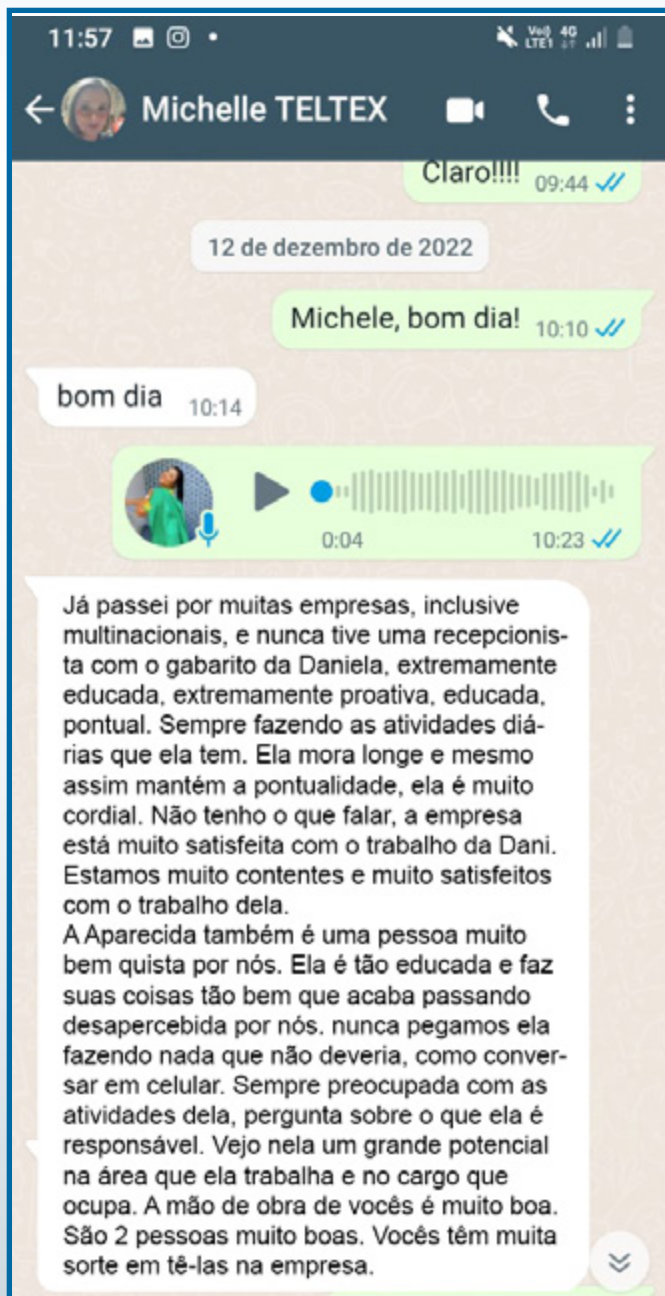 11:57
Vo)) 4G
LTE1
Michelle TELTEX
Claro!!!! 09:44
12 de dezembro de 2022
Michele, bom dia! 10:10
bom dia 10:14
0:04 10:23
Já passei por muitas empresas, inclusive
multinacionais, e nunca tive uma recepcionis-
ta com o gabarito da Daniela, extremamente
educada, extremamente proativa, educada,
pontual. Sempre fazendo as atividades diá-
rias que ela tem. Ela mora longe e mesmo
assim mantém a pontualidade, ela é muito
cordial. Não tenho o que falar, a empresa
está muito satisfeita com o trabalho da Dani.
Estamos muito contentes e muito satisfeitos
com o trabalho dela.
A Aparecida também é uma pessoa muito
bem quista por nós. Ela é tão educada e faz
suas coisas tão bem que acaba passando
desapercebida por nós. nunca pegamos ela
fazendo nada que não deveria, como conver-
sar em celular. Sempre preocupada com as
atividades dela, pergunta sobre o que ela é
responsável. Vejo nela um grande potencial
na área que ela trabalha e no cargo que
ocupa. A mão de obra de vocês é muito boa.
São 2 pessoas muito boas. Vocês têm muita
sorte em tê-las na empresa.